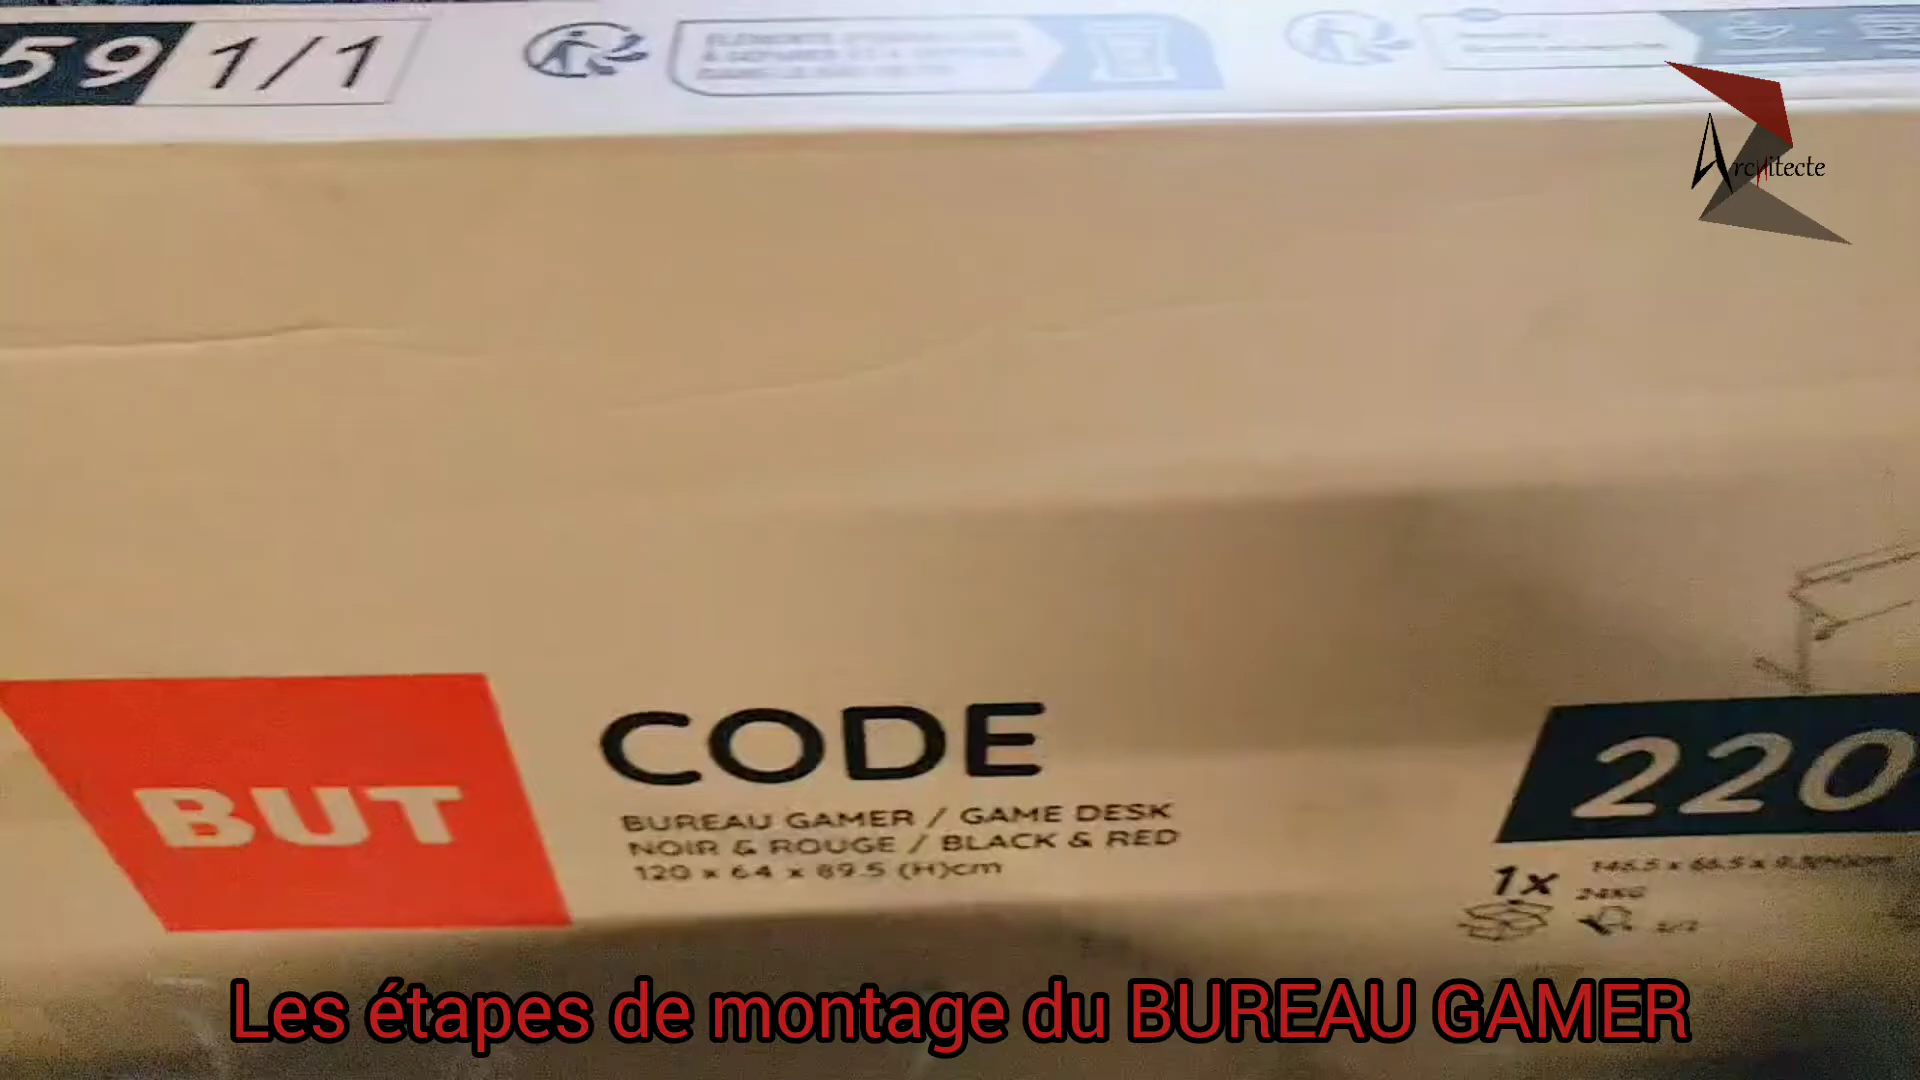 59 1/1
Architecte
BUT
CODE
BUREAU GAMER / GAME DESK
NOIR & ROUGE / BLACK & RED
120 x 64 x 89.5 (H)cm
220
1x
24KG
Les étapes de montage du BUREAU GAMER